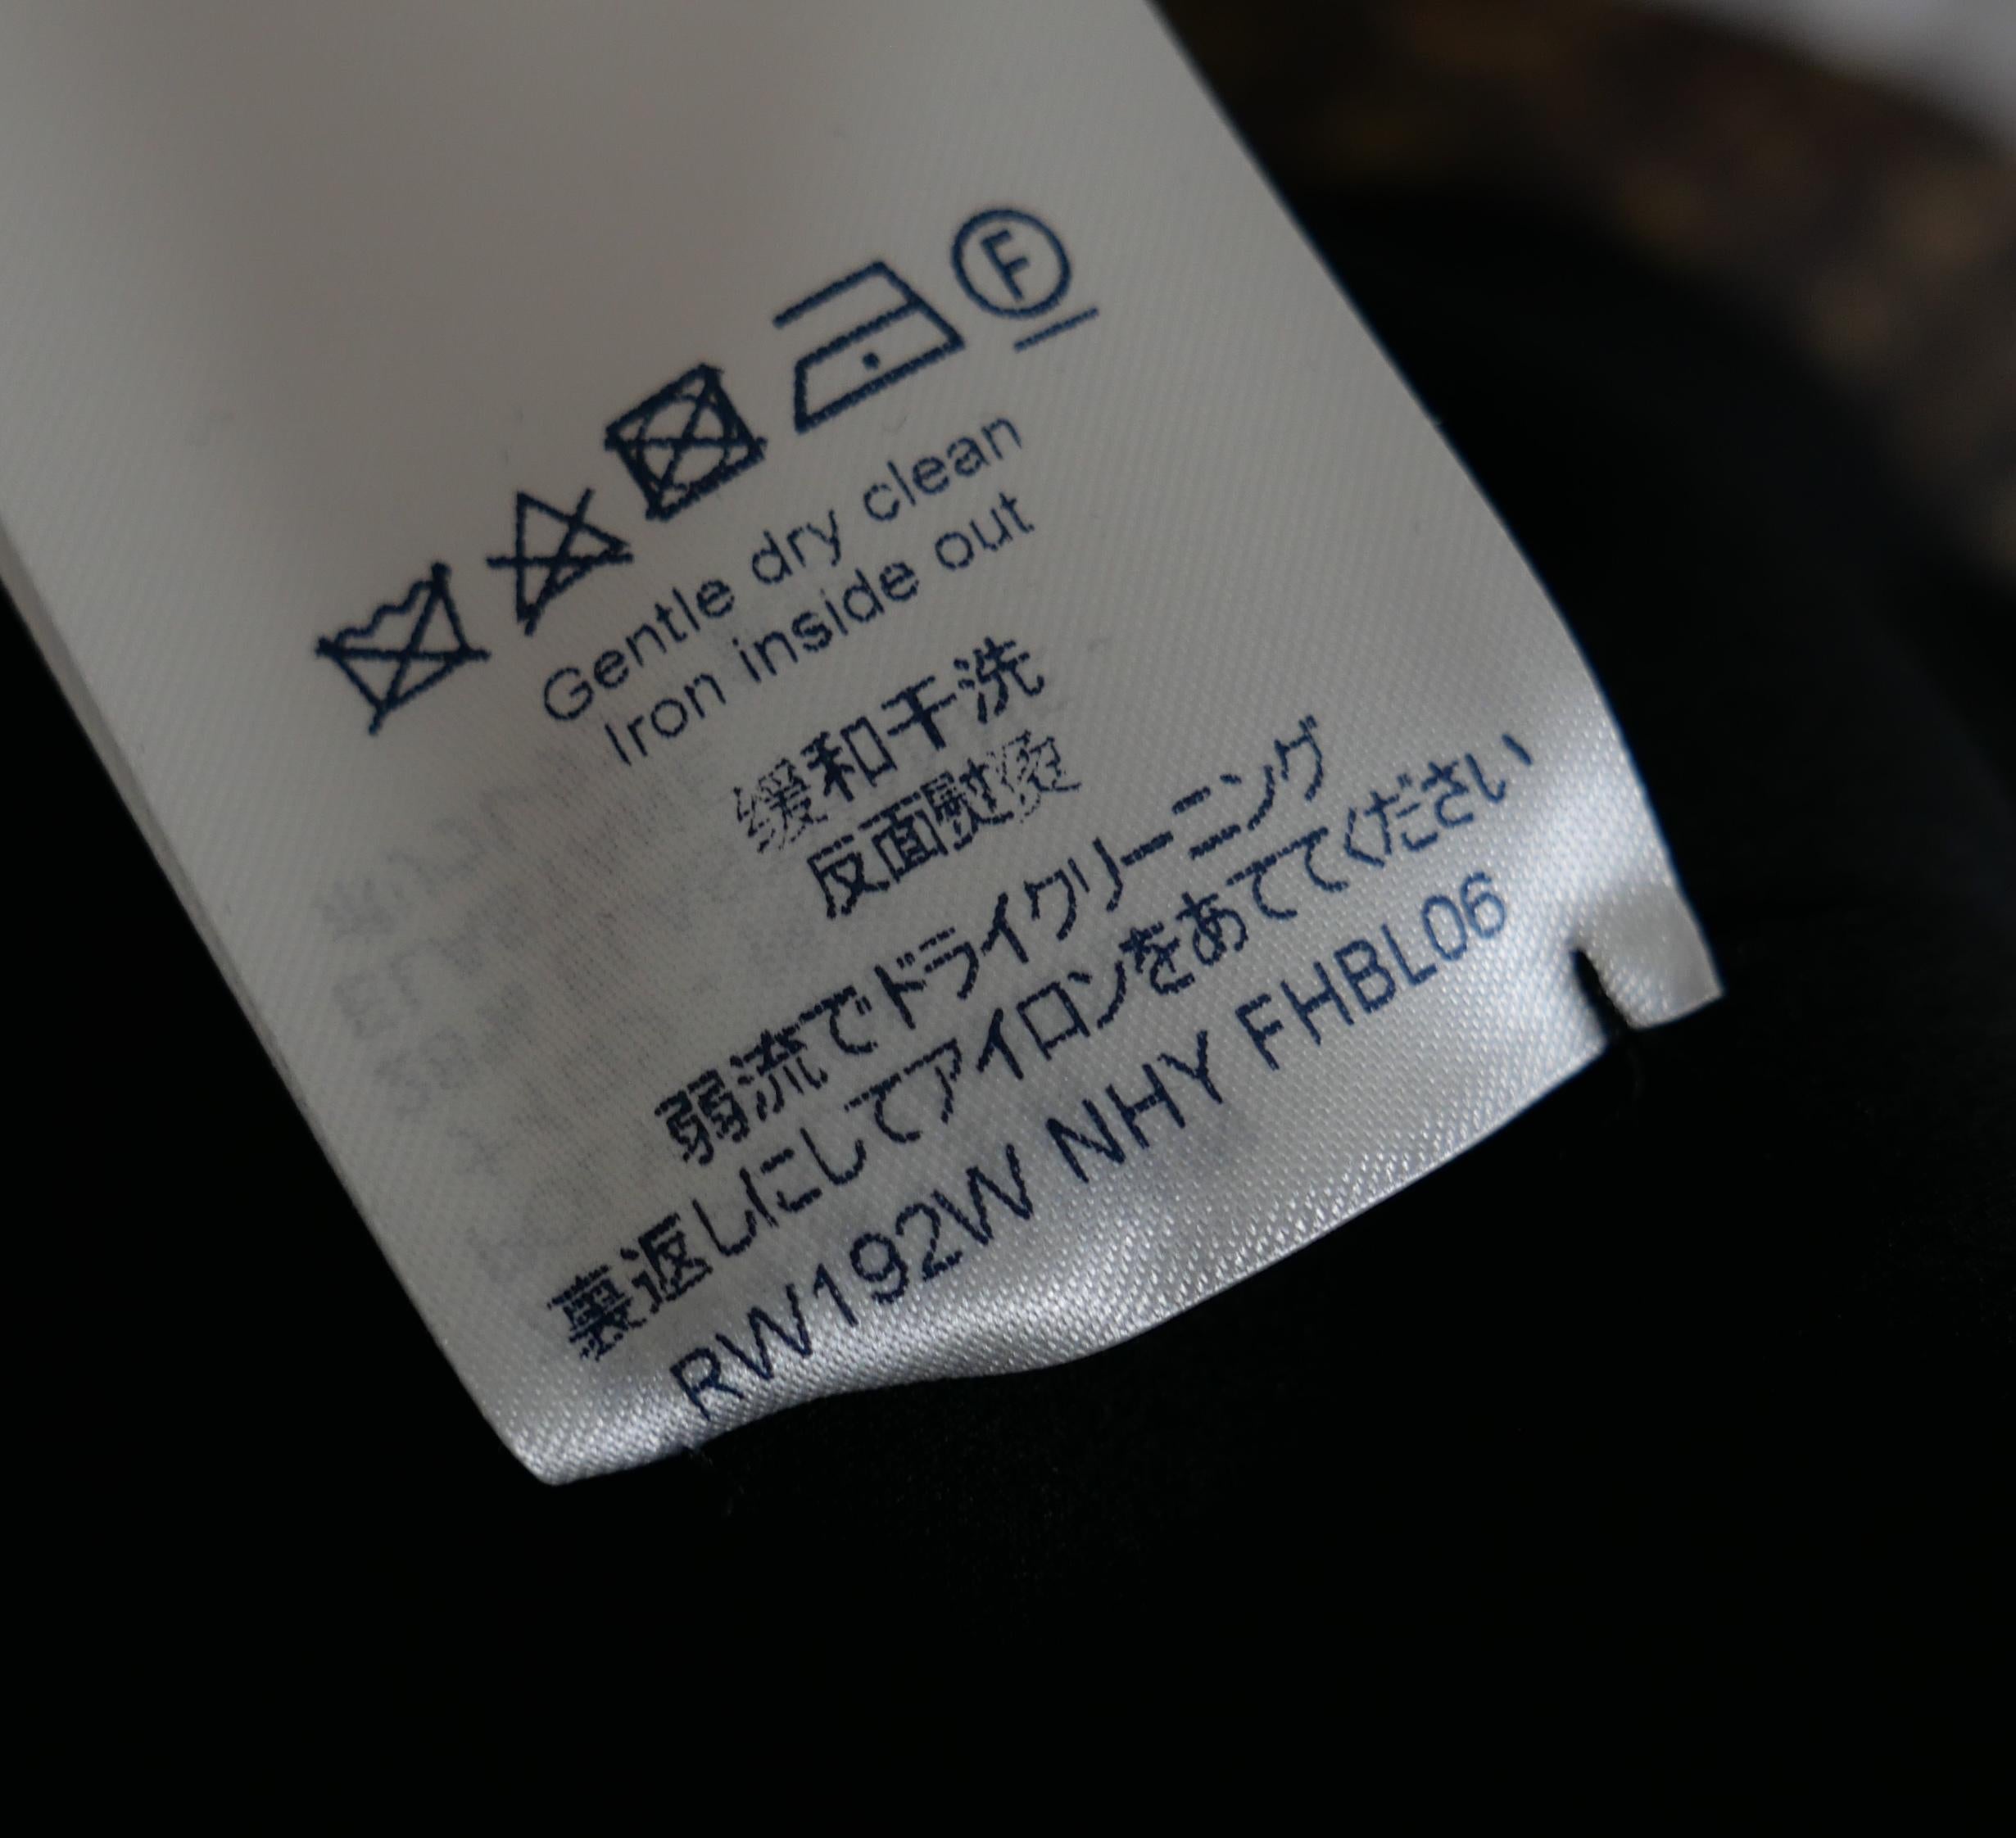 F
Gentle dry clean
Iron inside out
缓和干洗
反面熨烫
弱流でドライクリーニング
裏返しにしてアイロンをあててください
RW192W NHY FHBL06